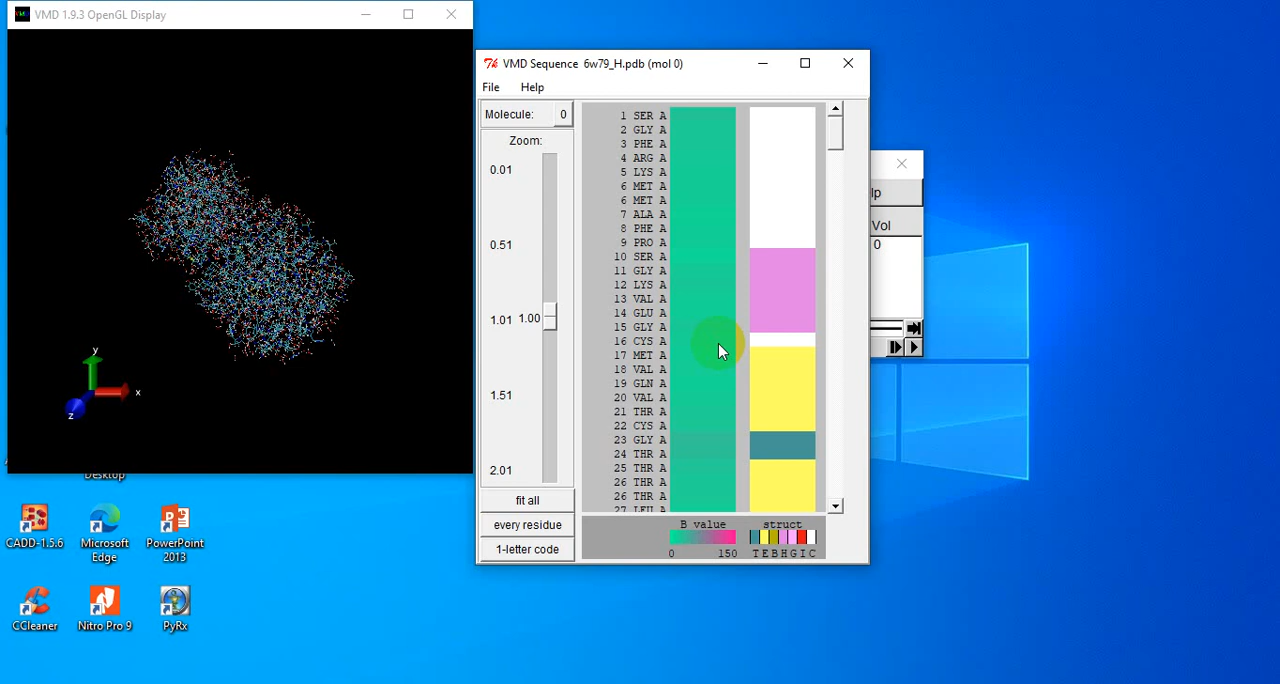 VMD 1.9.3 OpenGL Display
y
x
z
VMD Sequence 6w79_H.pdb (mol 0)
File Help
Molecule: 0
Zoom:
0.01
0.51
1.01 1.00
1.51
2.01
fit all
every residue
1-letter code
1 SER A
2 GLY A
3 PHE A
4 ARG A
5 LYS A
6 MET A
6 MET A
7 ALA A
8 PHE A
9 PRO A
10 SER A
11 GLY A
12 LYS A
13 VAL A
14 GLU A
15 GLY A
16 CYS A
17 MET A
18 VAL A
19 GLN A
20 VAL A
21 THR A
22 CYS A
23 GLY A
24 THR A
25 THR A
26 THR A
26 THR A
27 LEU A
B value struct
0 150 T E B H G I C
lp
Vol
0
Desktop
CADD-1.5.6
Microsoft
Edge
PowerPoint
2013
CCleaner
Nitro Pro 9
PyRx